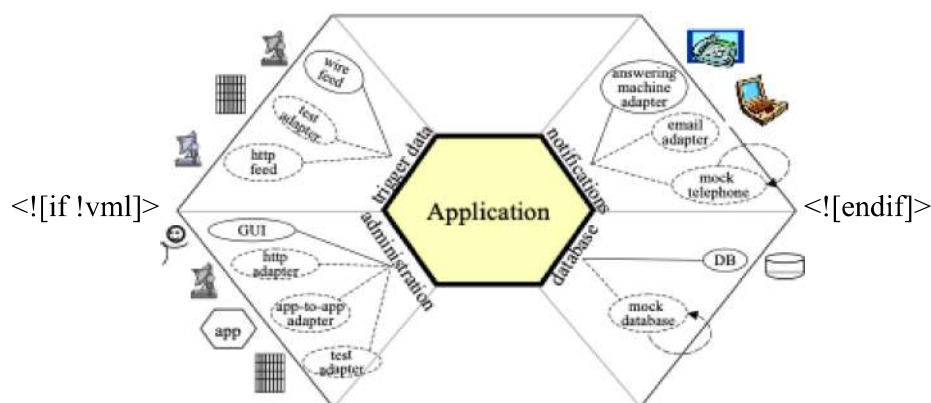 wire
feed
test
adapter
http
feed
trigger data
answering
machine
adapter
email
adapter
mock
telephone
notifications
<![if !vml]>
Application
<![endif]>
GUI
http
adapter
app-to-app
adapter
test
adapter
administration
app
database
DB
mock
database